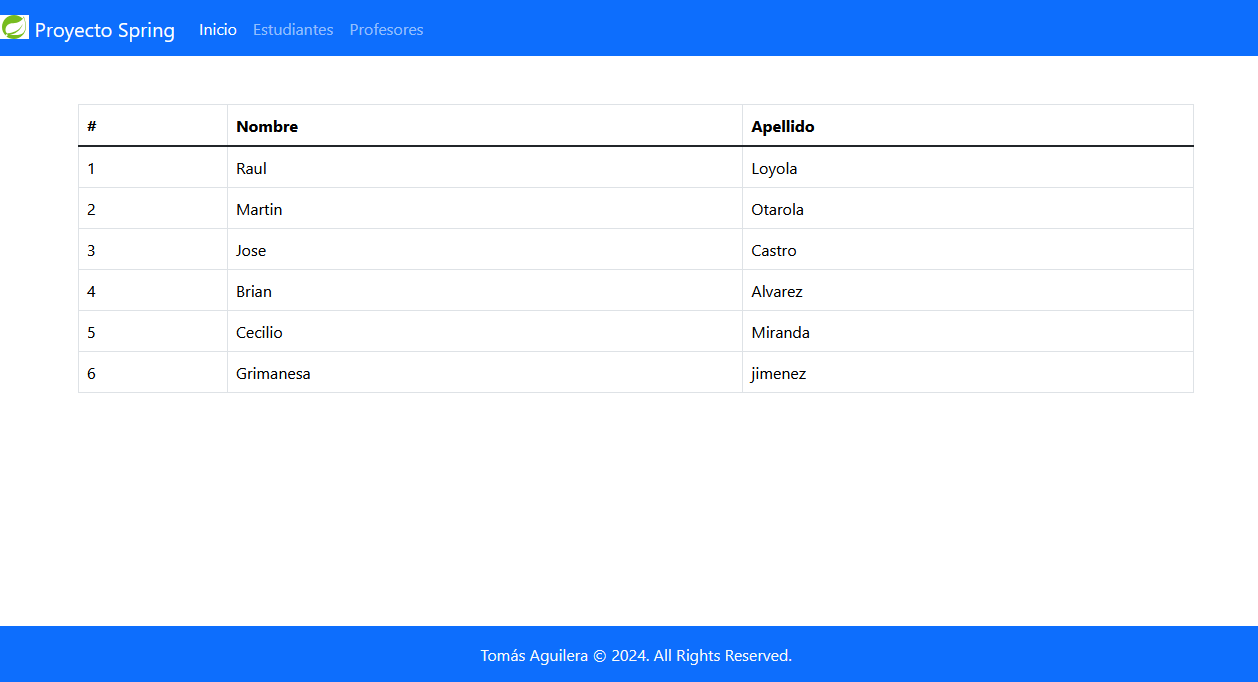 Proyecto Spring Inicio Estudiantes Profesores
# Nombre Apellido
1 Raul Loyola
2 Martin Otarola
3 Jose Castro
4 Brian Alvarez
5 Cecilio Miranda
6 Grimanesa jimenez
Tomás Aguilera © 2024. All Rights Reserved.